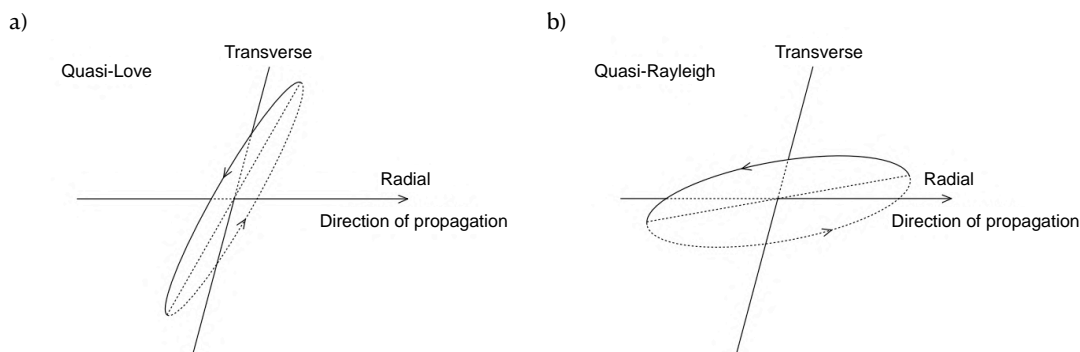 a)
Transverse
Quasi-Love
Radial
Direction of propagation
b)
Transverse
Quasi-Rayleigh
Radial
Direction of propagation